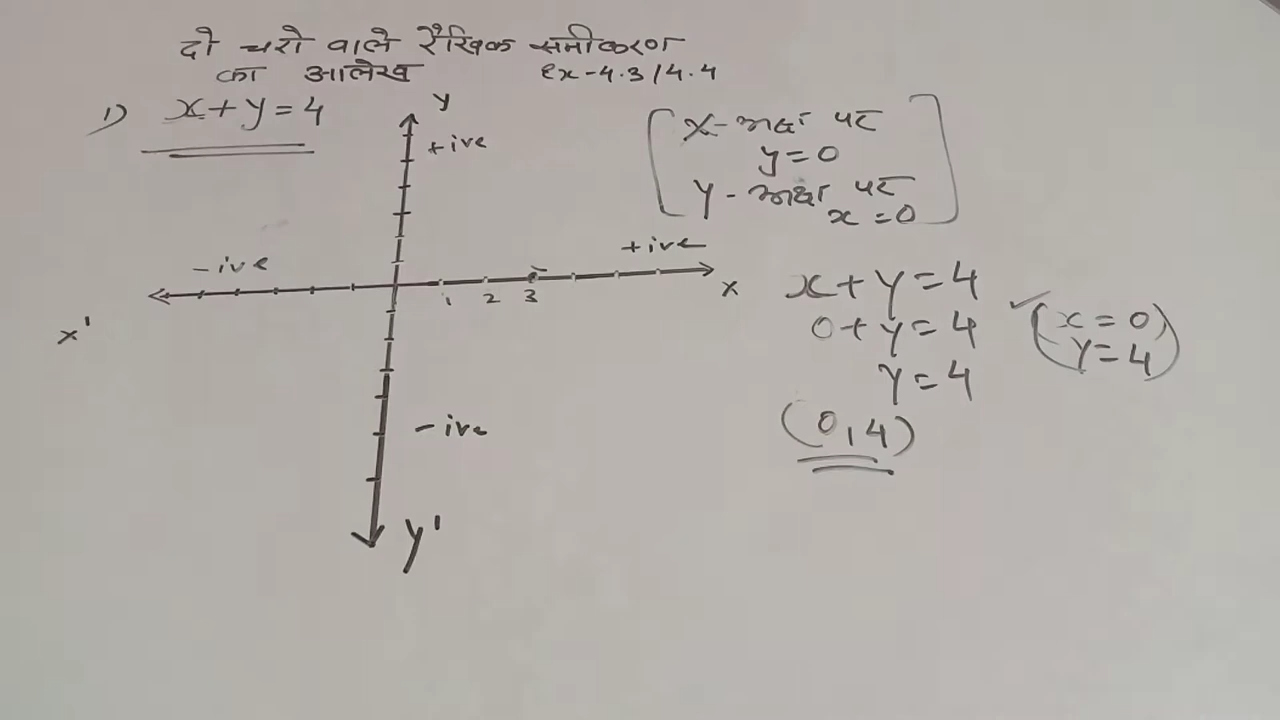 दो चरो वाले रैखिक समीकरण
का आलेख Ex-4.3/4.4
1) x+y=4
y
+ive
x-अक्ष पर
y=0
y-अक्ष पर
x=0
-ive
+ive
1 2 3
x
x'
-ive
y'
x+y=4
0+y=4
y=4
(0,4)
(x=0)
y=4